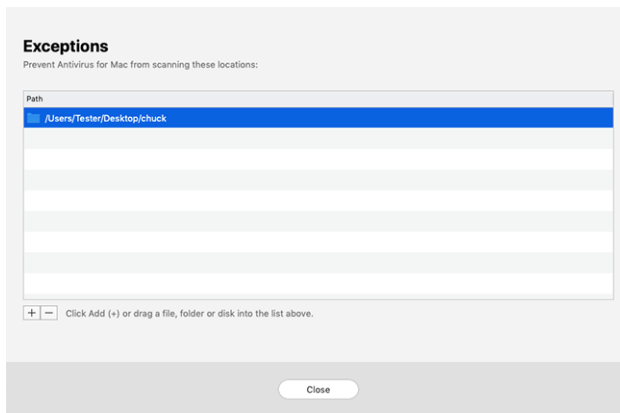 Exceptions
Prevent Antivirus for Mac from scanning these locations:
Path
/Users/Tester/Desktop/chuck
+ − Click Add (+) or drag a file, folder or disk into the list above.
Close